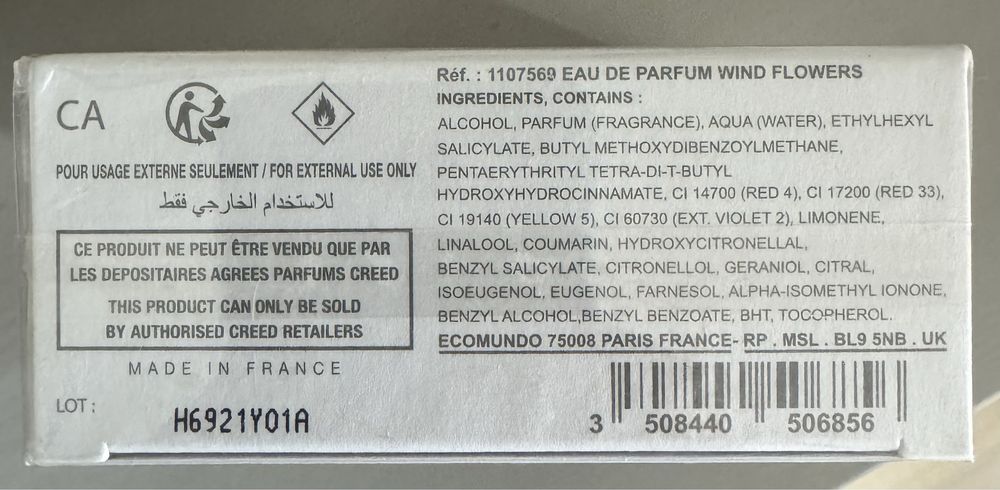 CA
POUR USAGE EXTERNE SEULEMENT / FOR EXTERNAL USE ONLY
للاستخدام الخارجي فقط
CE PRODUIT NE PEUT ÊTRE VENDU QUE PAR
LES DEPOSITAIRES AGREES PARFUMS CREED
THIS PRODUCT CAN ONLY BE SOLD
BY AUTHORISED CREED RETAILERS
MADE IN FRANCE
LOT :
H6921Y01A
Réf. : 1107569 EAU DE PARFUM WIND FLOWERS
INGREDIENTS, CONTAINS :
ALCOHOL, PARFUM (FRAGRANCE), AQUA (WATER), ETHYLHEXYL
SALICYLATE, BUTYL METHOXYDIBENZOYLMETHANE,
PENTAERYTHRITYL TETRA-DI-T-BUTYL
HYDROXYHYDROCINNAMATE, CI 14700 (RED 4), CI 17200 (RED 33),
CI 19140 (YELLOW 5), CI 60730 (EXT. VIOLET 2), LIMONENE,
LINALOOL, COUMARIN, HYDROXYCITRONELLAL,
BENZYL SALICYLATE, CITRONELLOL, GERANIOL, CITRAL,
ISOEUGENOL, EUGENOL, FARNESOL, ALPHA-ISOMETHYL IONONE,
BENZYL ALCOHOL,BENZYL BENZOATE, BHT, TOCOPHEROL.
ECOMUNDO 75008 PARIS FRANCE- RP . MSL . BL9 5NB . UK
3 508440 506856